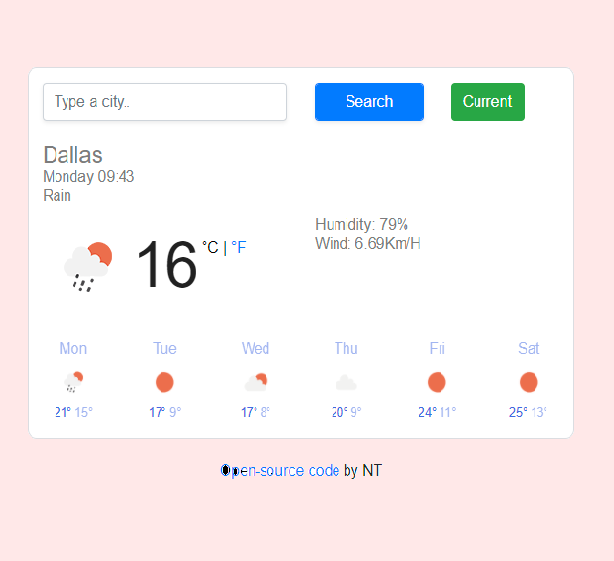 Type a city.. Search Current
Dallas
Monday 09:43
Rain
Humidity: 79%
Wind: 6.69Km/H
16 °C | °F
Mon Tue Wed Thu Fri Sat
21° 15° 17° 9° 17° 8° 20° 9° 24° 11° 25° 13°
Open-source code by NT